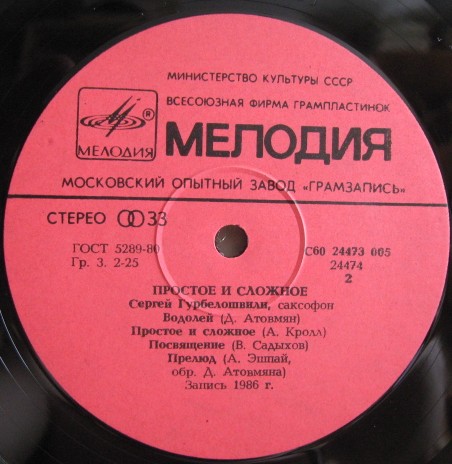 МИНИСТЕРСТВО КУЛЬТУРЫ СССР
ВСЕСОЮЗНАЯ ФИРМА ГРАМПЛАСТИНОК
® МЕЛОДИЯ
МЕЛОДИЯ
МОСКОВСКИЙ ОПЫТНЫЙ ЗАВОД «ГРАМЗАПИСЬ»
СТЕРЕО 33
ГОСТ 5289-80
Гр. 3. 2-25
С60 24473 005
24474
2
ПРОСТОЕ И СЛОЖНОЕ
Сергей Гурбелошвили, саксофон
Водолей (Д. Атовмян)
Простое и сложное (А. Кролл)
Посвящение (В. Садыхов)
Прелюд (А. Эшпай,
обр. Д. Атовмяна)
Запись 1986 г.